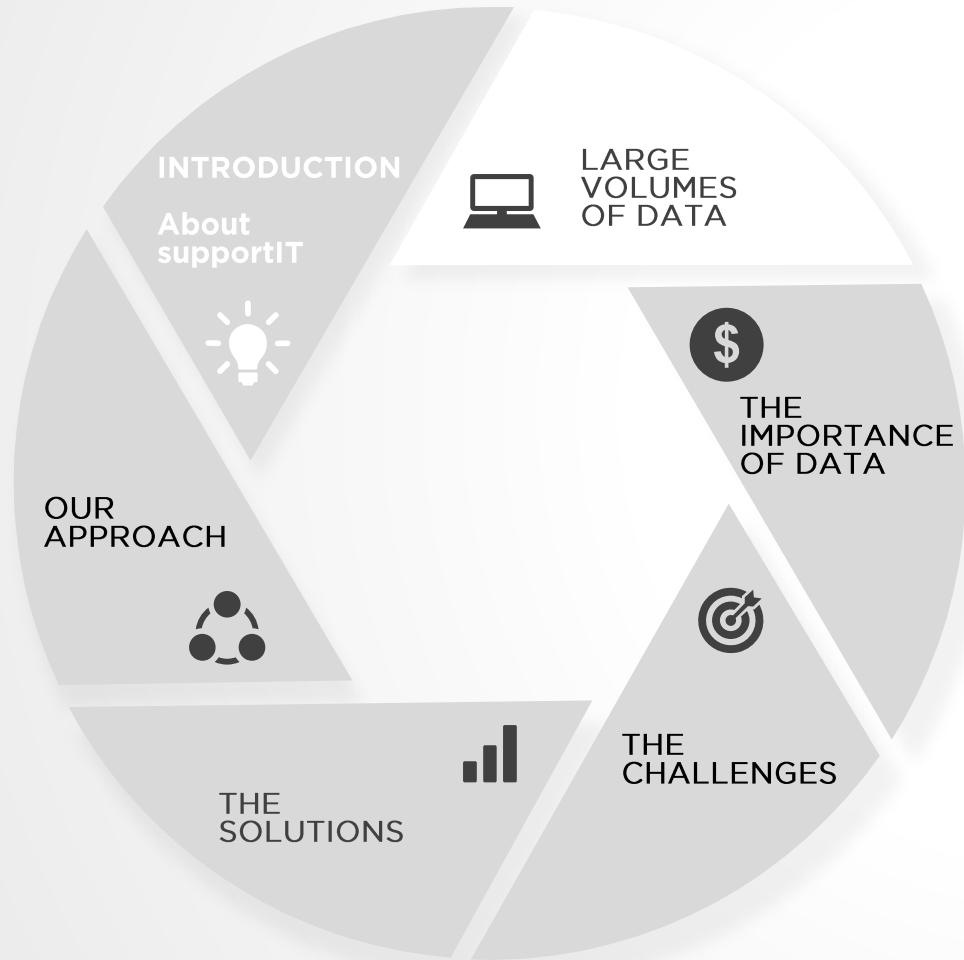 INTRODUCTION
About
supportIT
LARGE
VOLUMES
OF DATA
$
THE
IMPORTANCE
OF DATA
THE
CHALLENGES
THE
SOLUTIONS
OUR
APPROACH